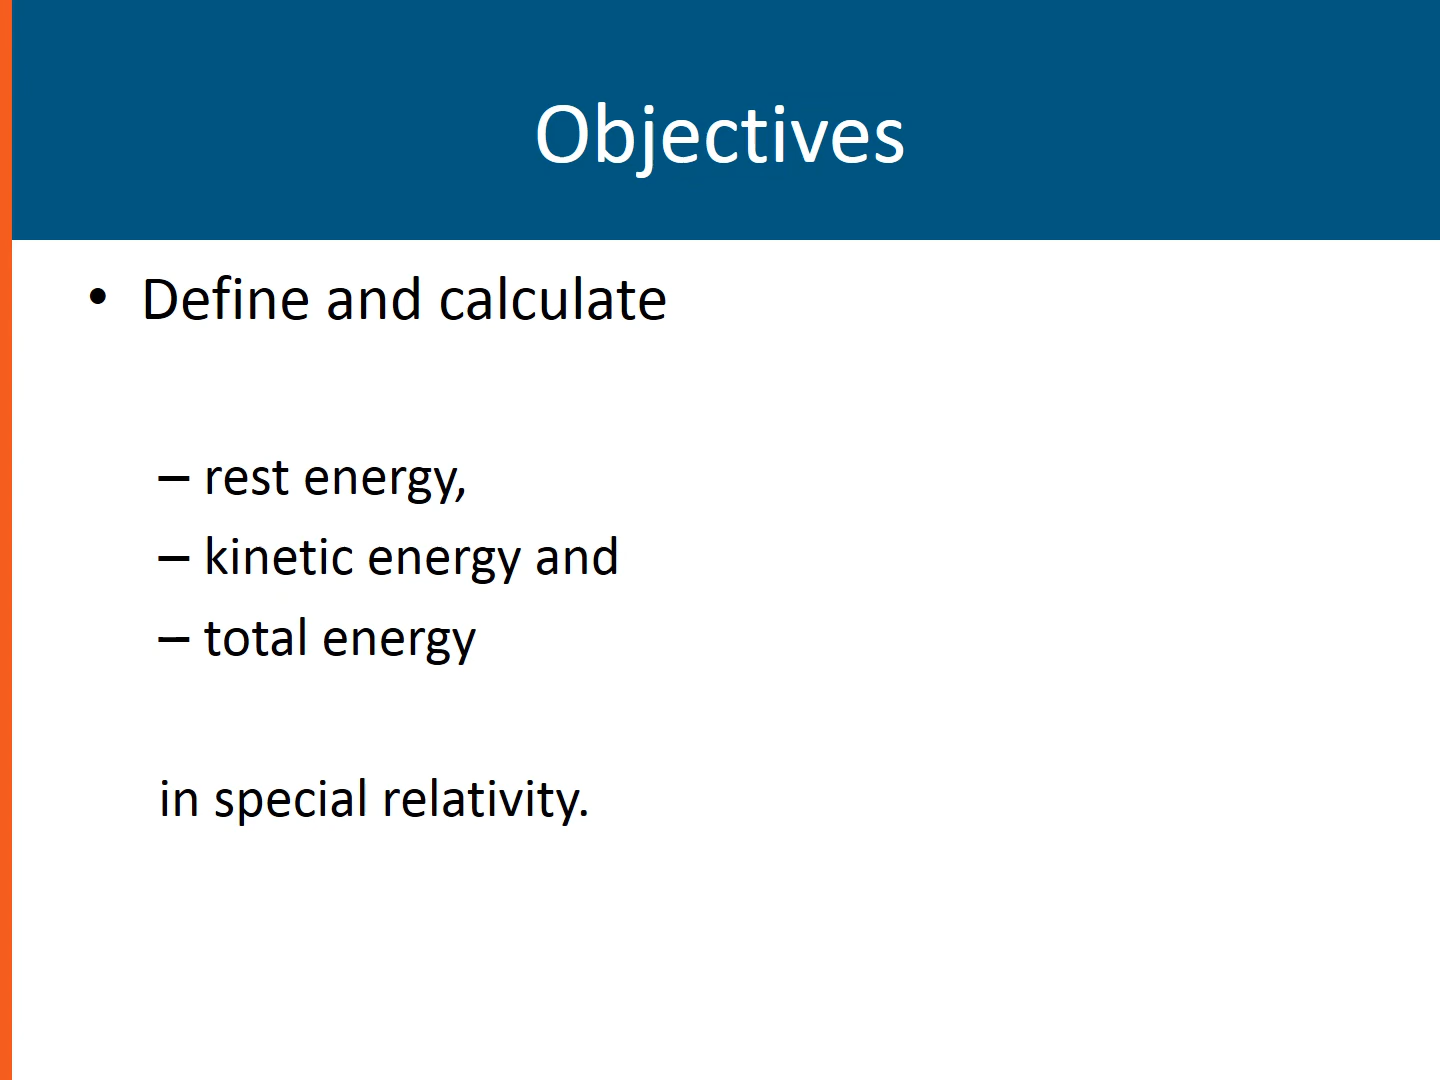 Objectives
• Define and calculate
– rest energy,
– kinetic energy and
– total energy
in special relativity.